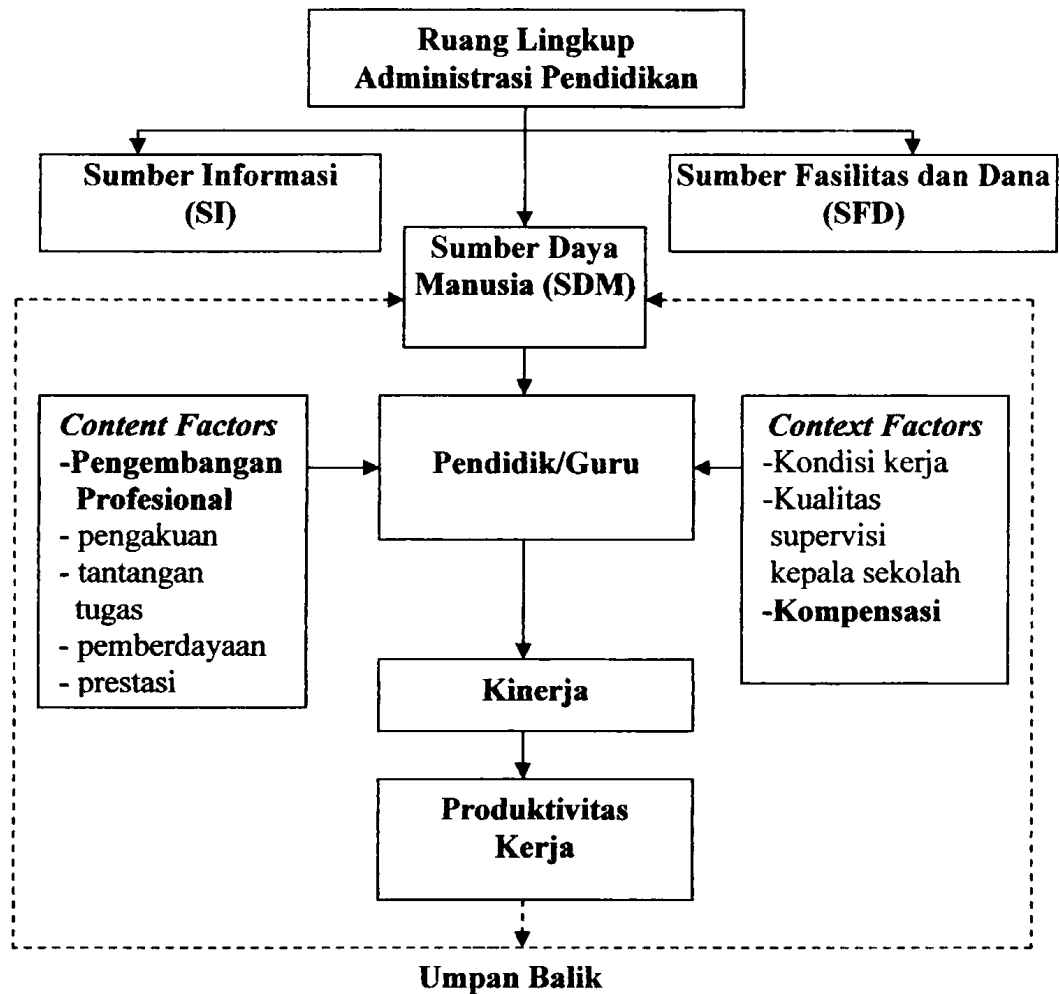 Ruang Lingkup
Administrasi Pendidikan
Sumber Informasi
(SI)
Sumber Fasilitas dan Dana
(SFD)
Sumber Daya
Manusia (SDM)
Content Factors
-Pengembangan
Profesional
- pengakuan
- tantangan
tugas
- pemberdayaan
- prestasi
Pendidik/Guru
Context Factors
-Kondisi kerja
-Kualitas
supervisi
kepala sekolah
-Kompensasi
Kinerja
Produktivitas
Kerja
Umpan Balik